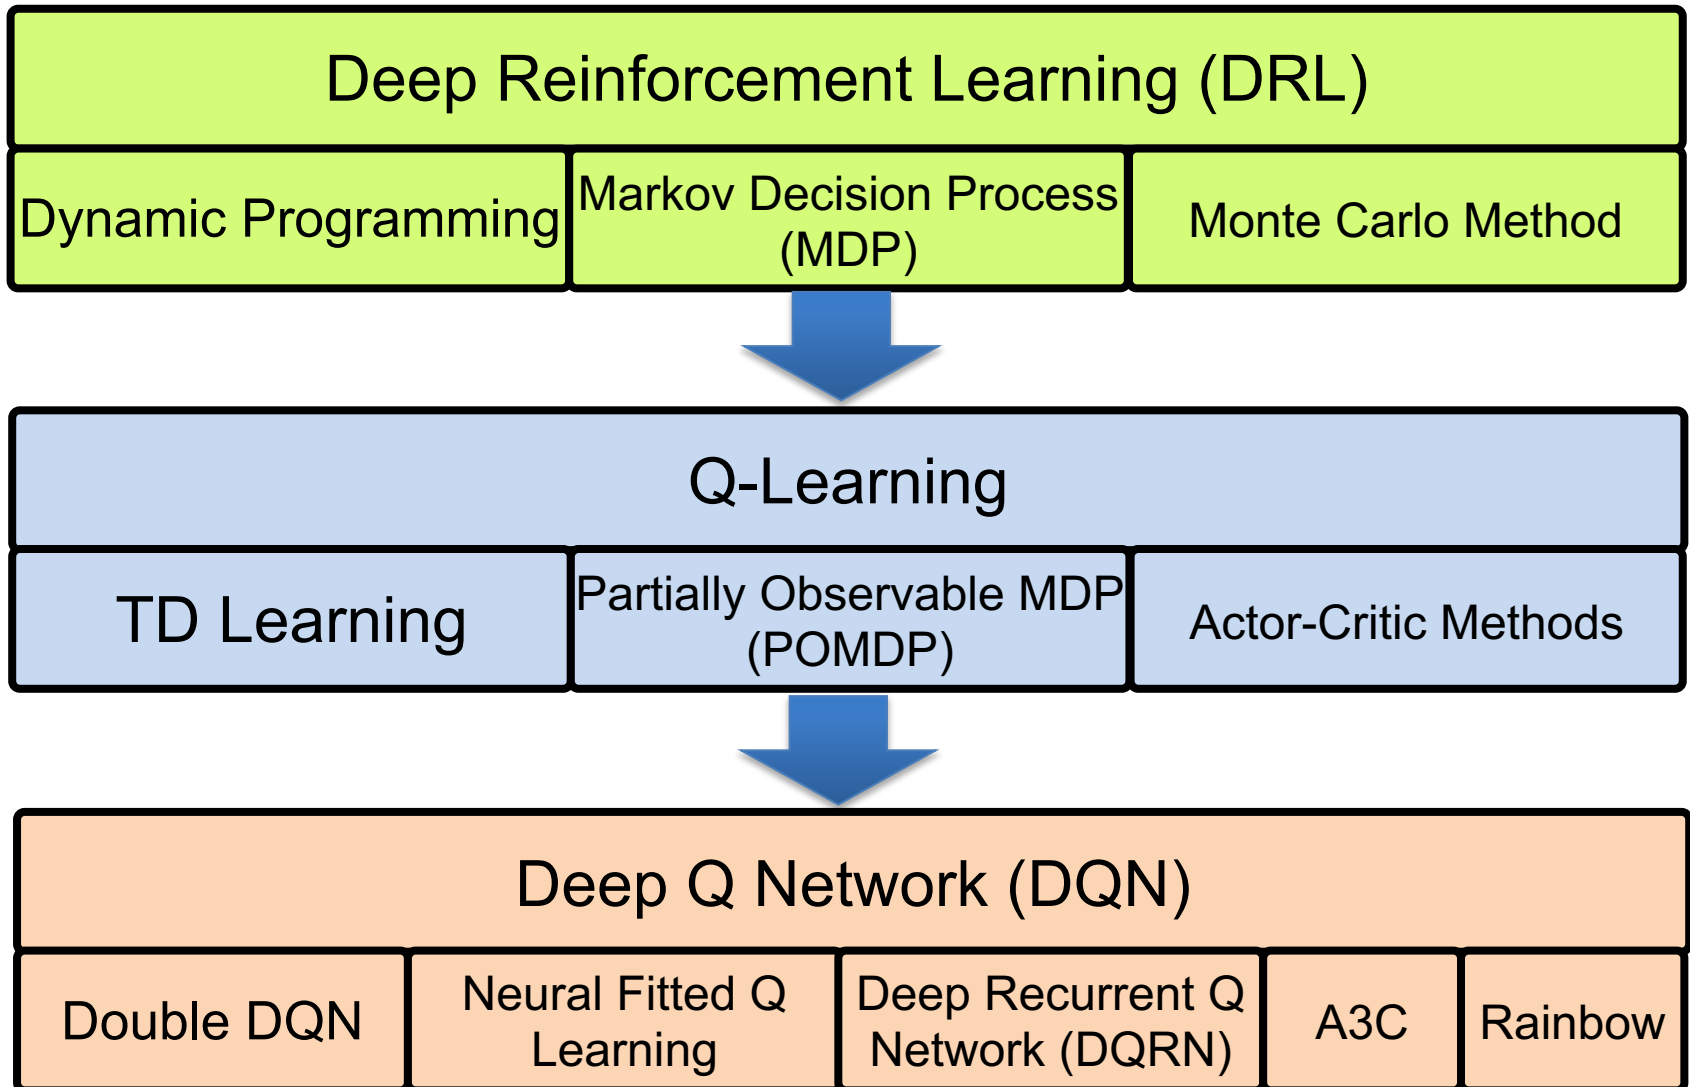 Deep Reinforcement Learning (DRL)
Dynamic Programming
Markov Decision Process
(MDP)
Monte Carlo Method
Q-Learning
TD Learning
Partially Observable MDP
(POMDP)
Actor-Critic Methods
Deep Q Network (DQN)
Double DQN
Neural Fitted Q
Learning
Deep Recurrent Q
Network (DQRN)
A3C
Rainbow